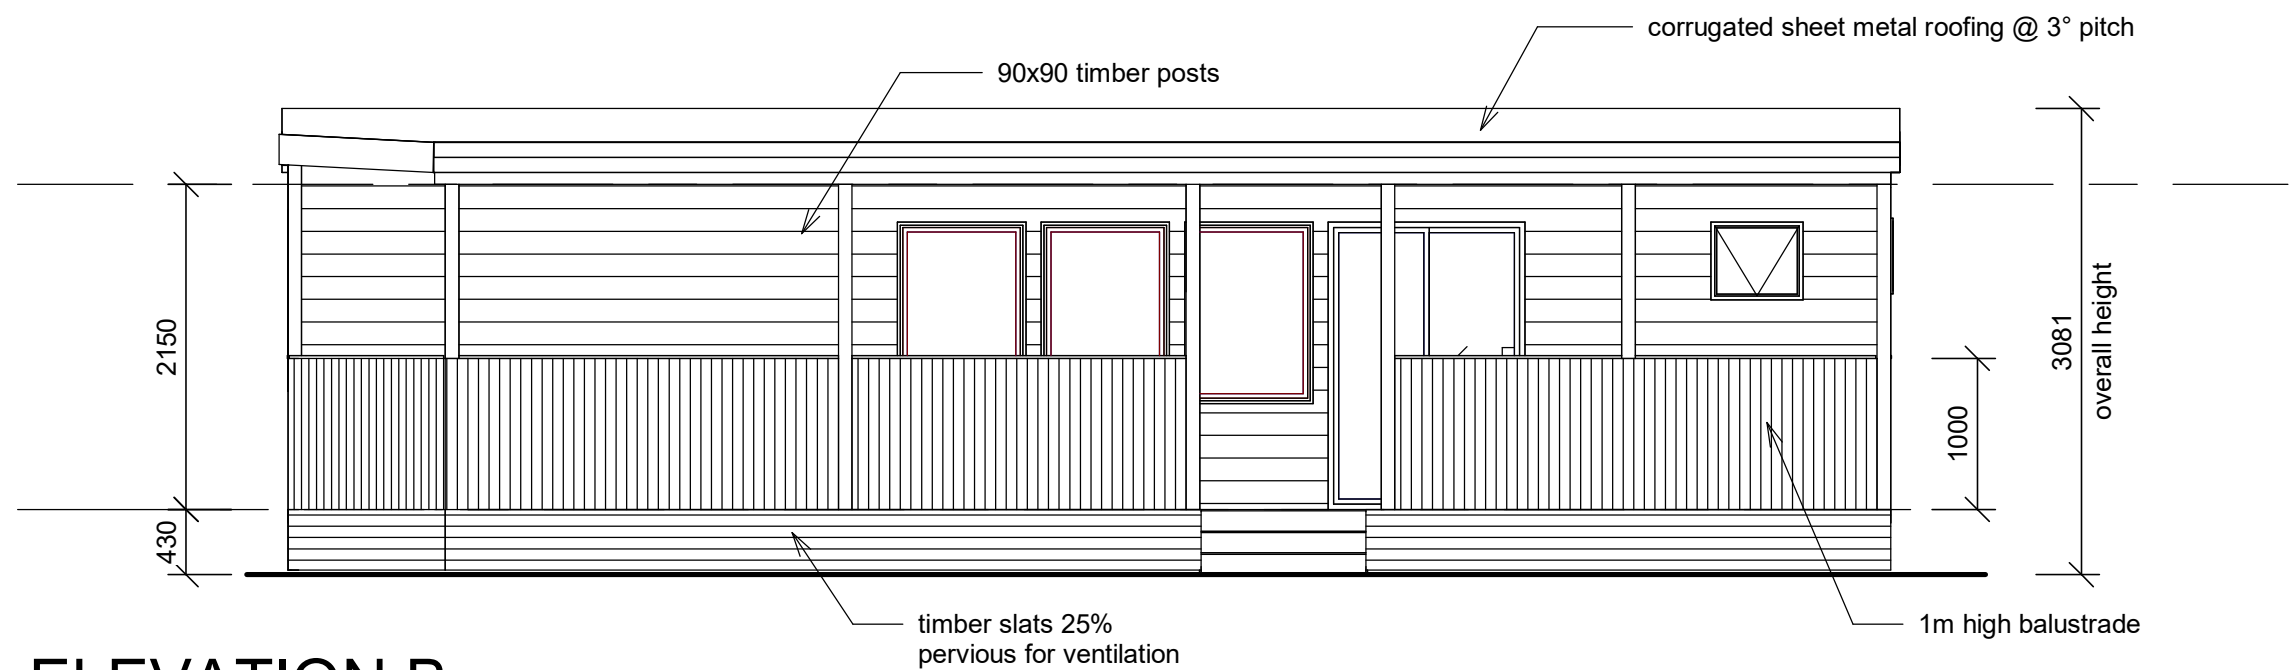 corrugated sheet metal roofing @ 3° pitch
90x90 timber posts
2150
430
3081
overall height
1000
timber slats 25%
pervious for ventilation
1m high balustrade
ELEVATION B